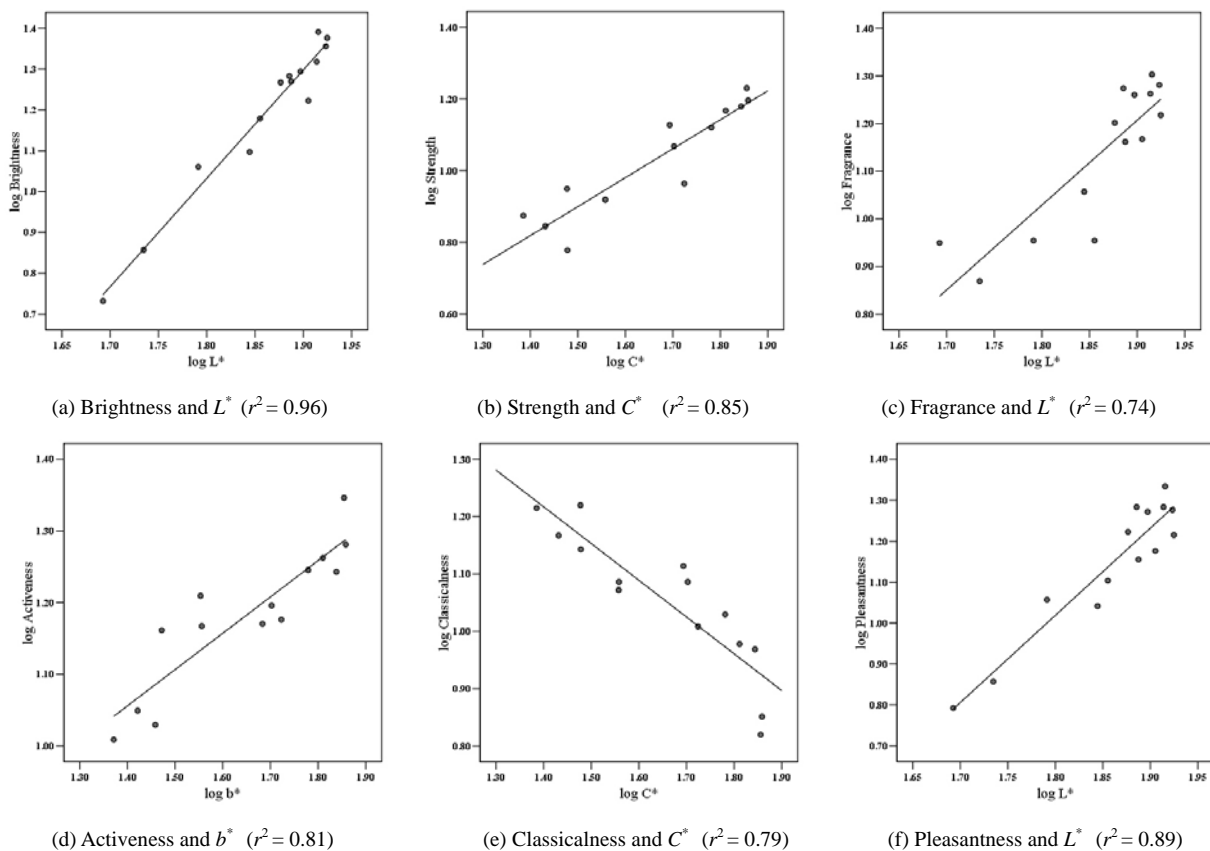 1.4
1.3
1.2
1.1
1.0
0.9
0.8
0.7
log Brightness
1.65 1.70 1.75 1.80 1.85 1.90 1.95
log L*
(a) Brightness and L* (r² = 0.96)
1.40
1.20
1.00
0.80
0.60
log Strength
1.30 1.40 1.50 1.60 1.70 1.80 1.90
log C*
(b) Strength and C* (r² = 0.85)
1.40
1.30
1.20
1.10
1.00
0.90
0.80
log Fragrance
1.65 1.70 1.75 1.80 1.85 1.90 1.95
log L*
(c) Fragrance and L* (r² = 0.74)
1.40
1.30
1.20
1.10
1.00
log Activeness
1.30 1.40 1.50 1.60 1.70 1.80 1.90
log b*
(d) Activeness and b* (r² = 0.81)
1.30
1.20
1.10
1.00
0.90
0.80
log Classicalness
1.30 1.40 1.50 1.60 1.70 1.80 1.90
log C*
(e) Classicalness and C* (r² = 0.79)
1.40
1.30
1.20
1.10
1.00
0.90
0.80
0.70
log Pleasantness
1.65 1.70 1.75 1.80 1.85 1.90 1.95
log L*
(f) Pleasantness and L* (r² = 0.89)